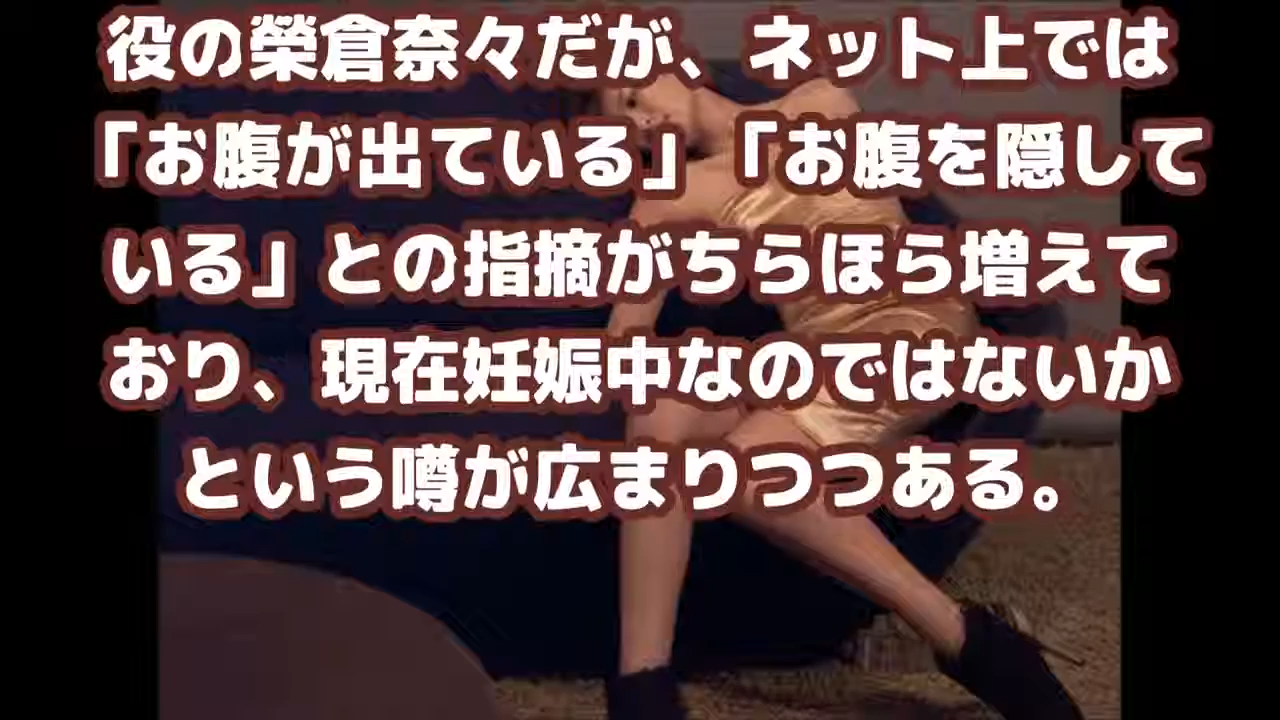 役の榮倉奈々だが、ネット上では
「お腹が出ている」「お腹を隠して
いる」との指摘がちらほら増えて
おり、現在妊娠中なのではないか
という噂が広まりつつある。